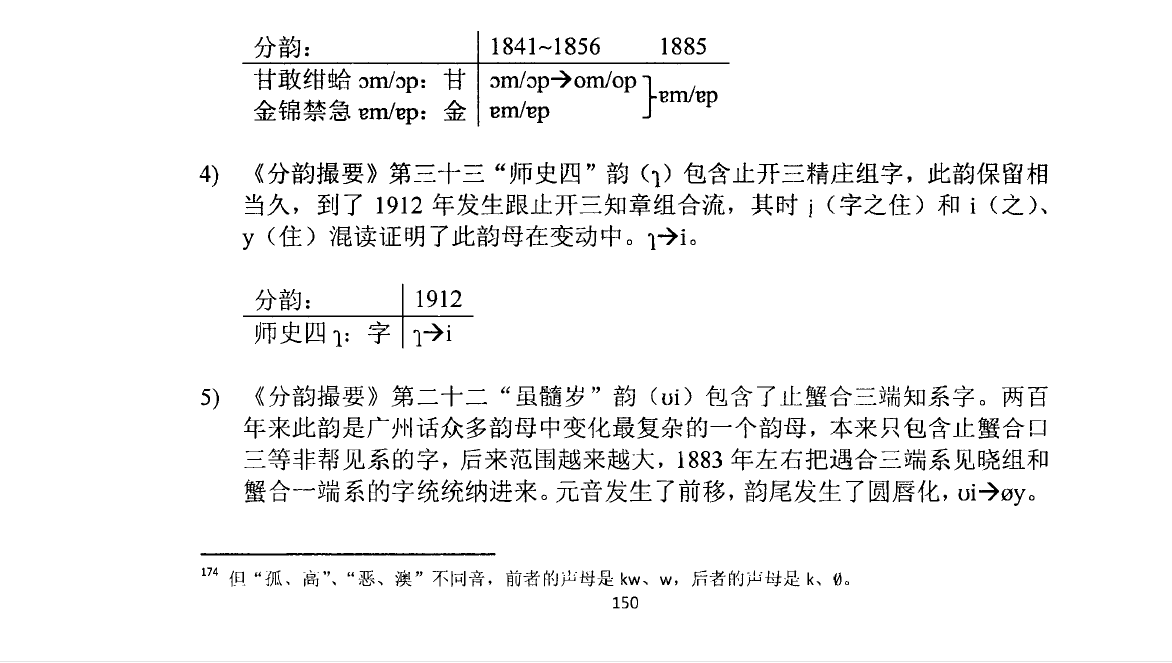 分韵: 1841~1856 1885
甘敢绀蛤 ɔm/ɔp: 甘 ɔm/ɔp→om/op
ɐm/ɐp
金锦禁急 ɐm/ɐp: 金 ɐm/ɐp
4) 《分韵撮要》第三十三“师史四”韵（ʅ）包含止开三精庄组字，此韵保留相
当久，到了 1912 年发生跟止开三知章组合流，其时 į（字之住）和 i（之）、
y（住）混读证明了此韵母在变动中。ʅ→i。
分韵: 1912
师史四 ʅ: 字 ʅ→i
5) 《分韵撮要》第二十二“虽髓岁”韵（ʊi）包含了止蟹合三端知系字。两百
年来此韵是广州话众多韵母中变化最复杂的一个韵母，本来只包含止蟹合口
三等非帮见系的字，后来范围越来越大，1883 年左右把遇合三端系见晓组和
蟹合一端系的字统统纳进来。元音发生了前移，韵尾发生了圆唇化，ʊi→øy。
174 但“孤、高”、“恶、澳”不同音，前者的声母是 kw、w，后者的声母是 k、Ø。
150